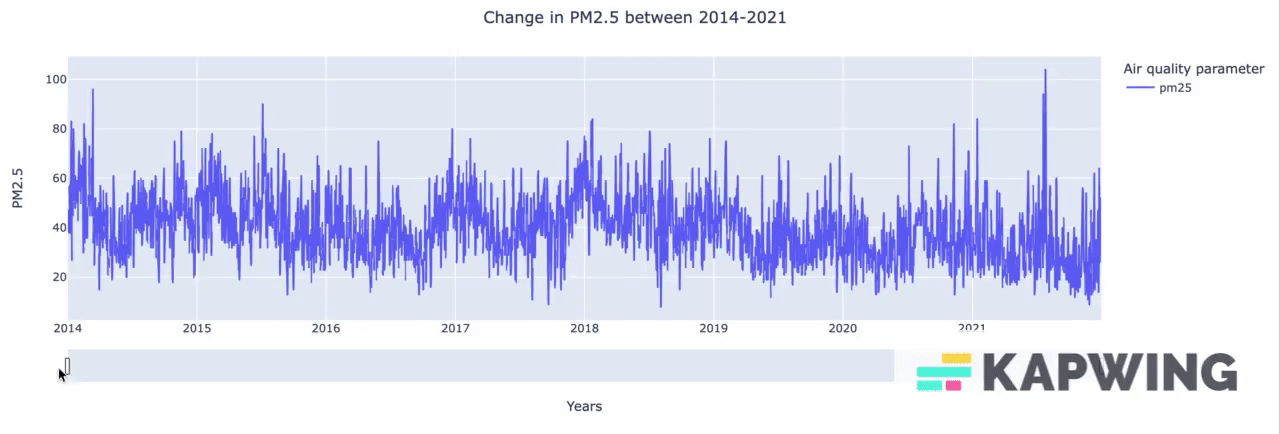 Change in PM2.5 between 2014-2021
Air quality parameter
pm25
PM2.5
100
80
60
40
20
2014 2015 2016 2017 2018 2019 2020 2021
KAPWING
Years